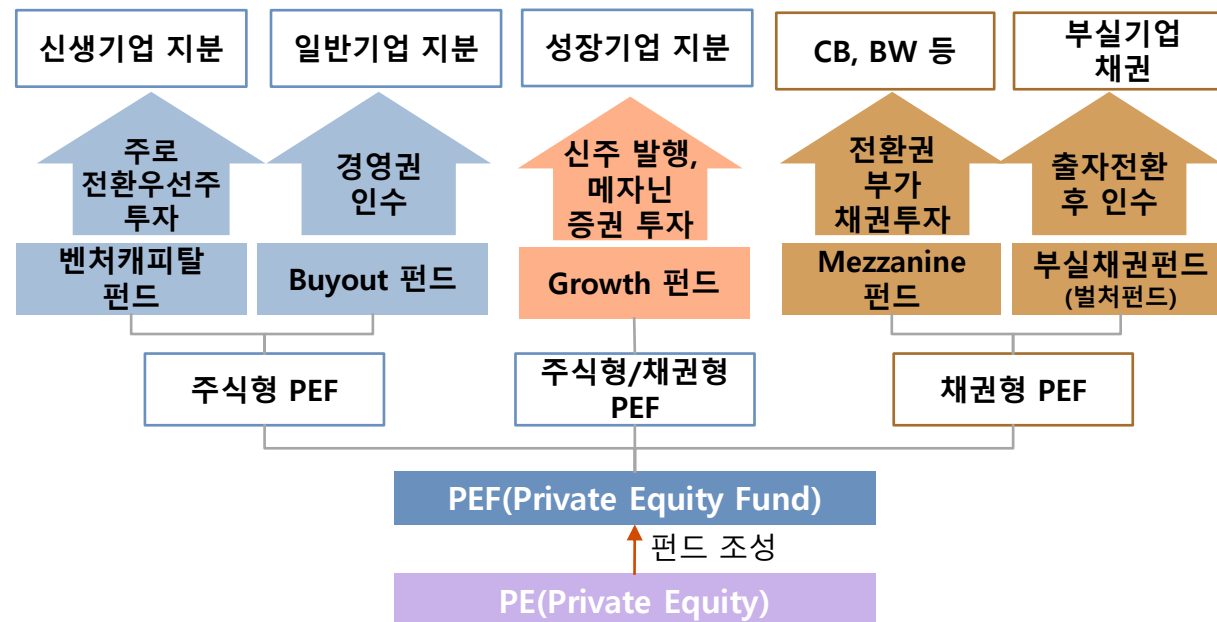 신생기업 지분
일반기업 지분
성장기업 지분
CB, BW 등
부실기업
채권
주로
전환우선주
투자
경영권
인수
신주 발행,
메자닌
증권 투자
전환권
부가
채권투자
출자전환
후 인수
벤처캐피탈
펀드
Buyout 펀드
Growth 펀드
Mezzanine
펀드
부실채권펀드
(벌처펀드)
주식형 PEF
주식형/채권형
PEF
채권형 PEF
PEF(Private Equity Fund)
펀드 조성
PE(Private Equity)